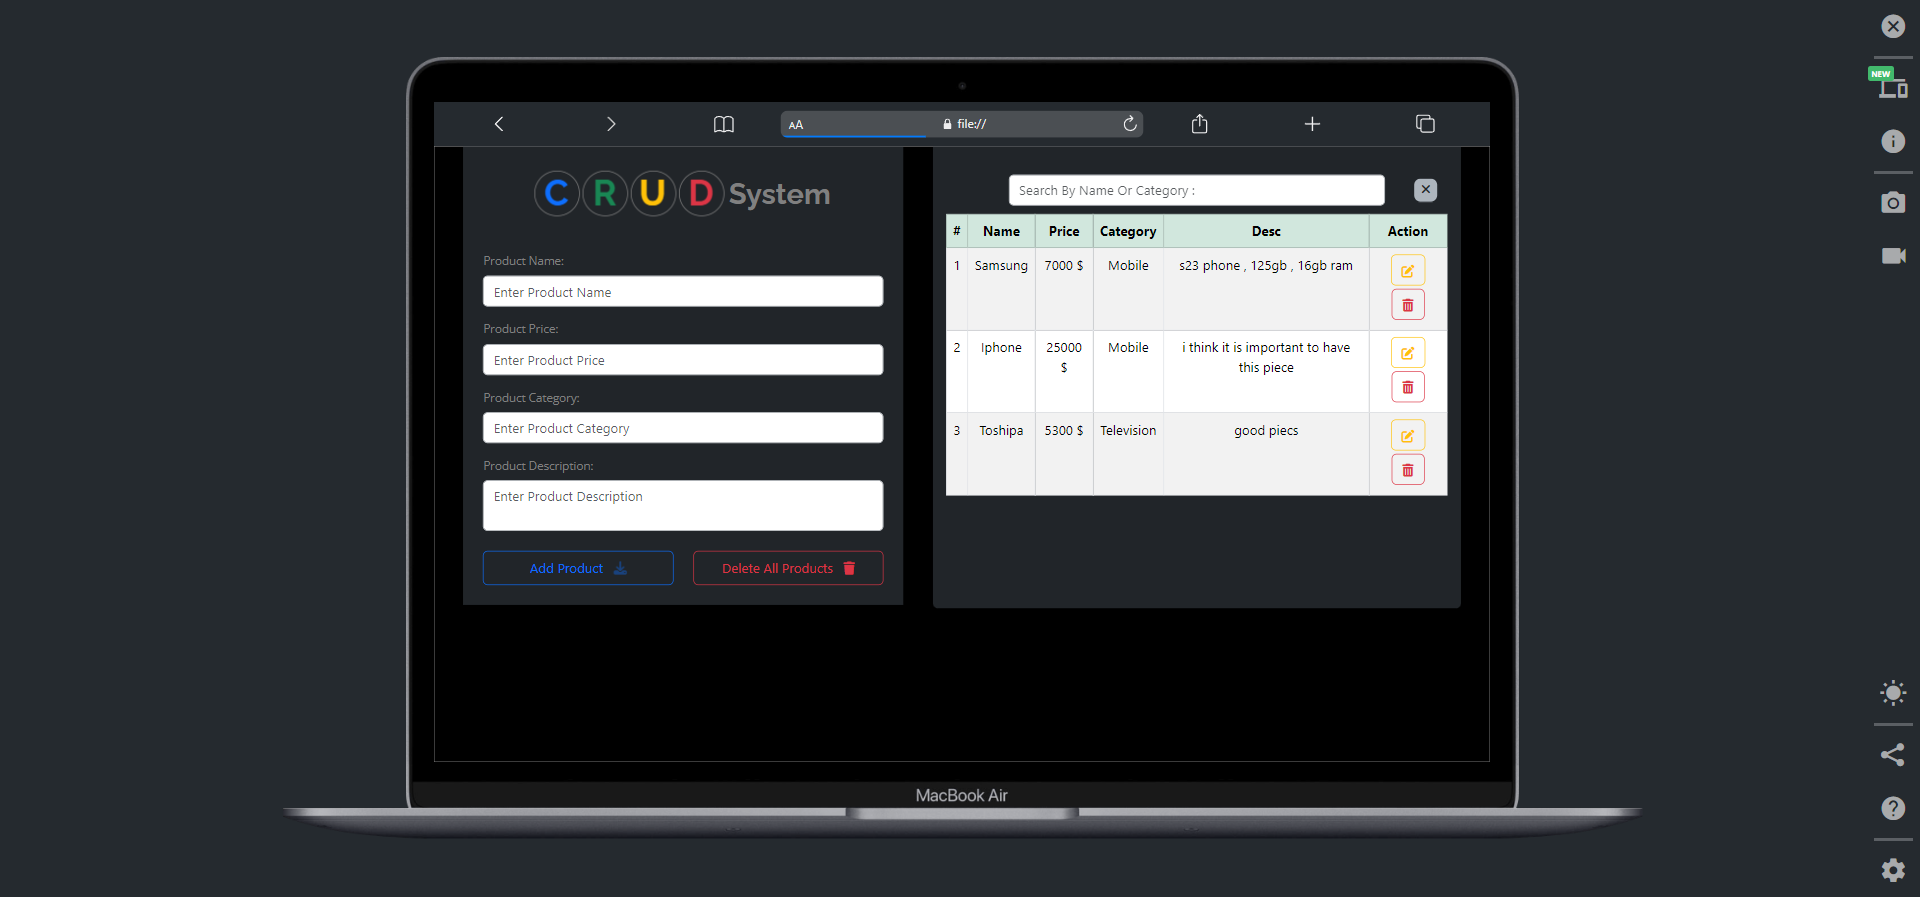 NEW
AA
file://
C R U D System
Search By Name Or Category :
Product Name:
Enter Product Name
Product Price:
Enter Product Price
Product Category:
Enter Product Category
Product Description:
Enter Product Description
Add Product
Delete All Products
# Name Price Category Desc Action
1 Samsung 7000 $ Mobile s23 phone , 125gb , 16gb ram
2 Iphone 25000 Mobile i think it is important to have
$ this piece
3 Toshipa 5300 $ Television good piecs
MacBook Air